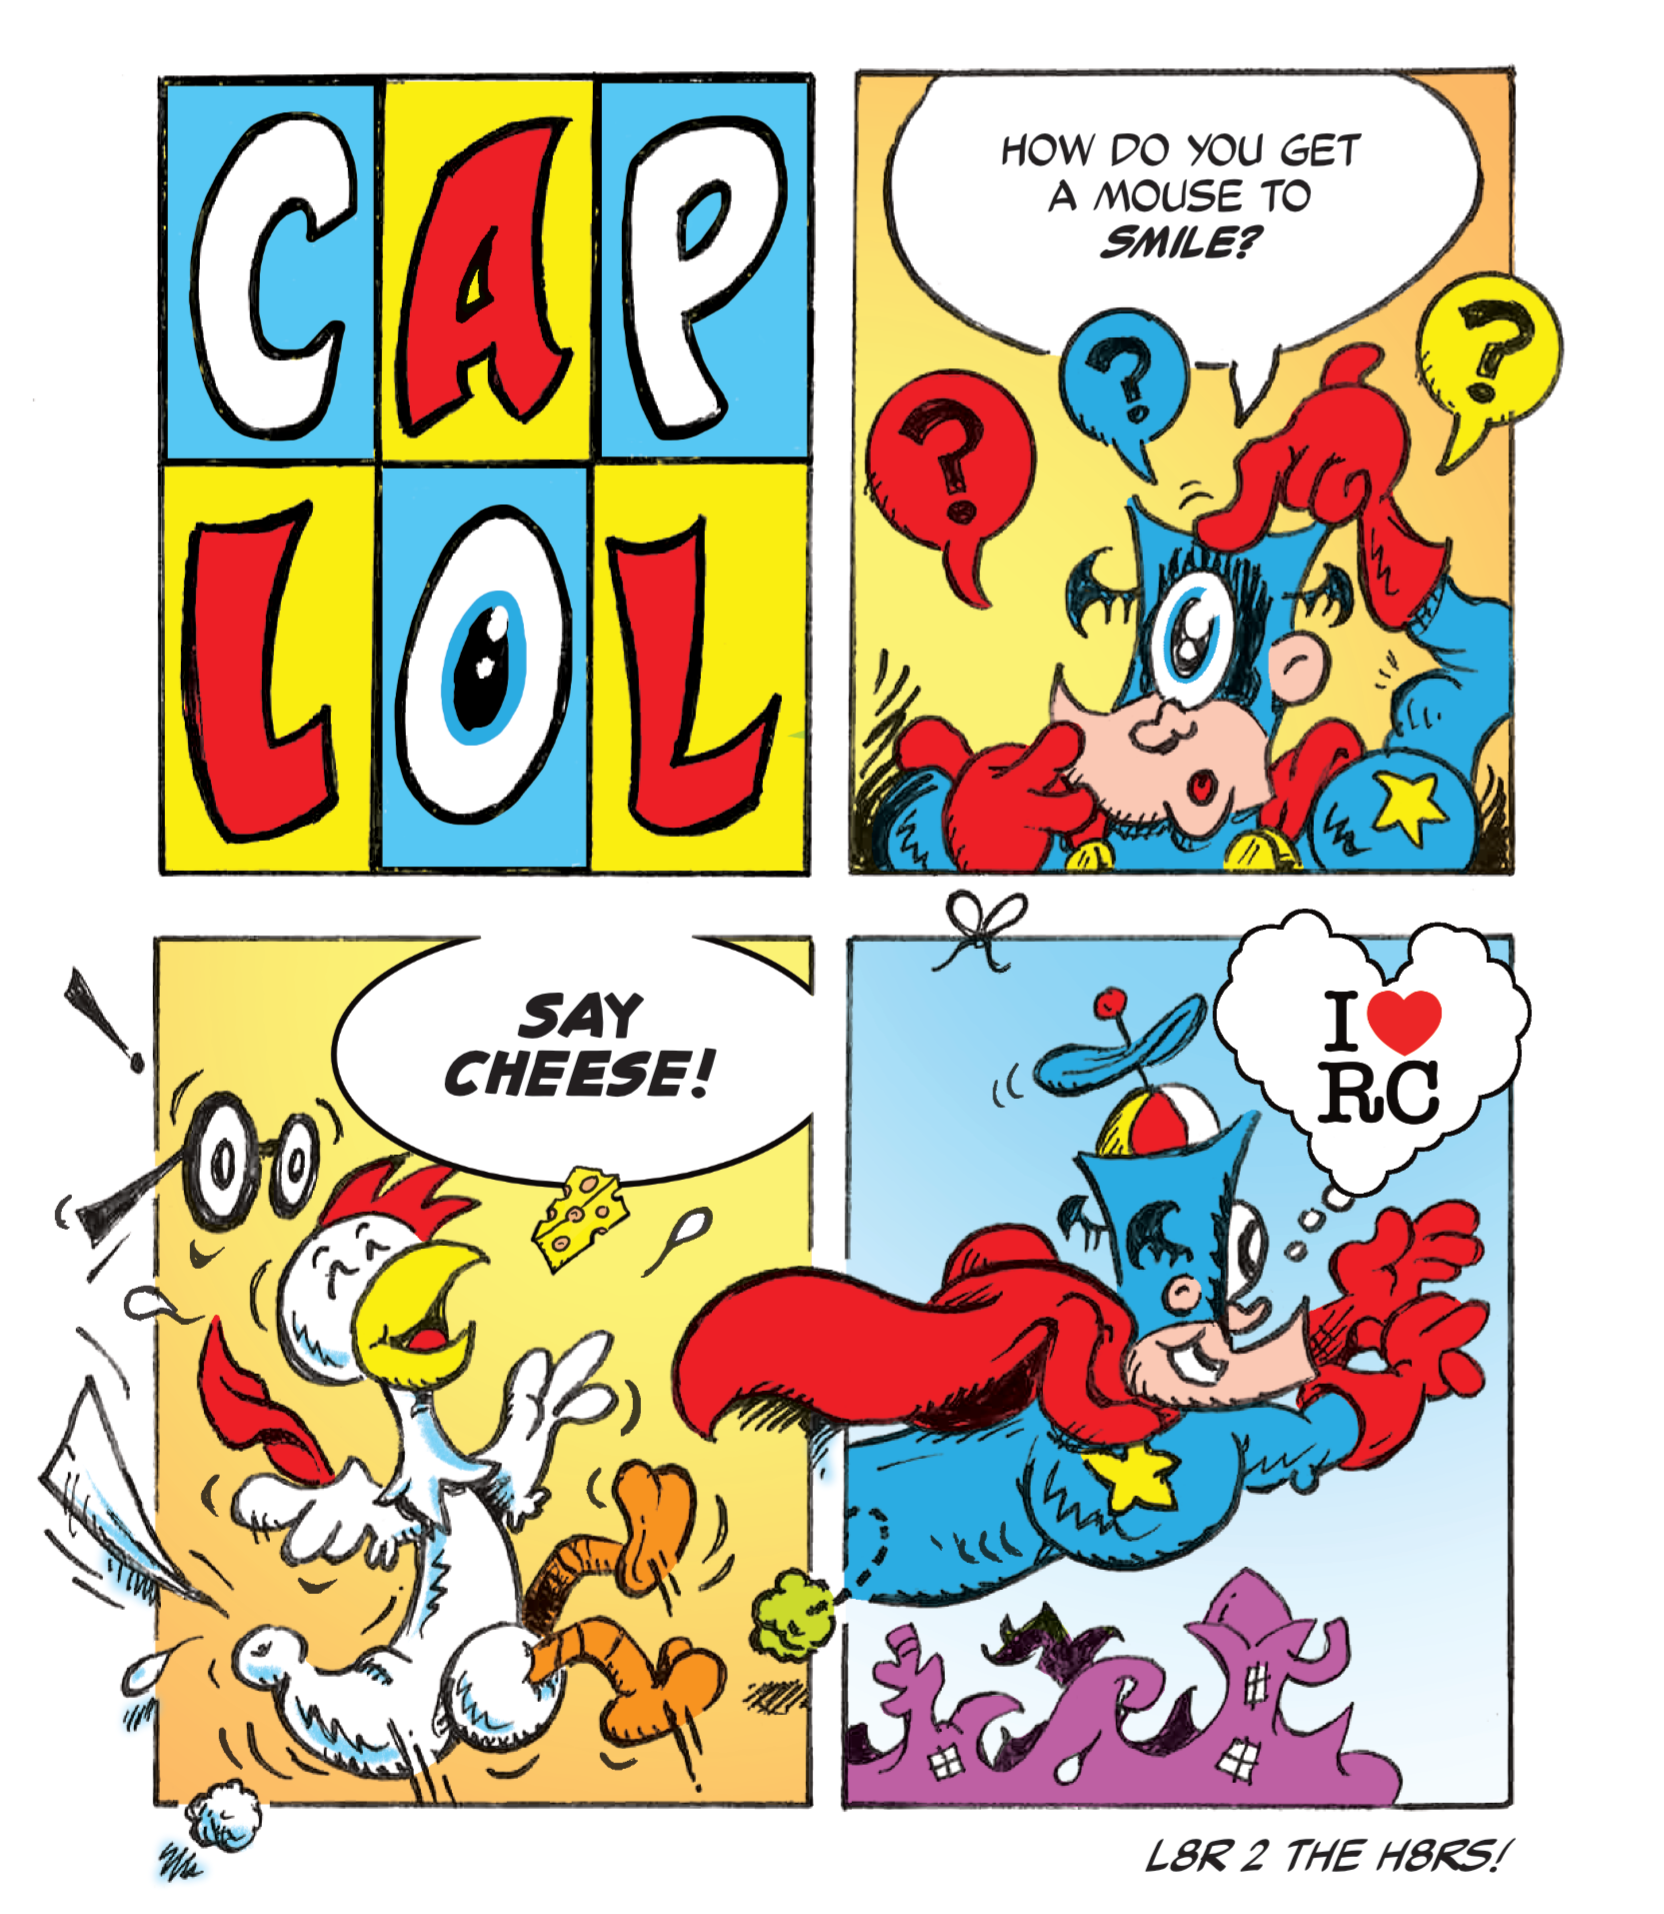 CAP
LOL
HOW DO YOU GET
A MOUSE TO
SMILE?
?
?
?
SAY
CHEESE!
I ❤
RC
L8R 2 THE H8RS!